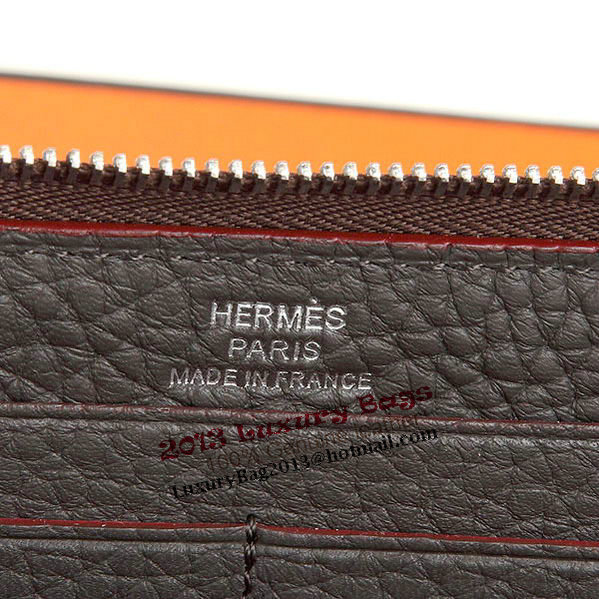 HERMÈS
PARIS
MADE IN FRANCE
2013 Luxury Bags
LuxuryBag2013@hotmail.com